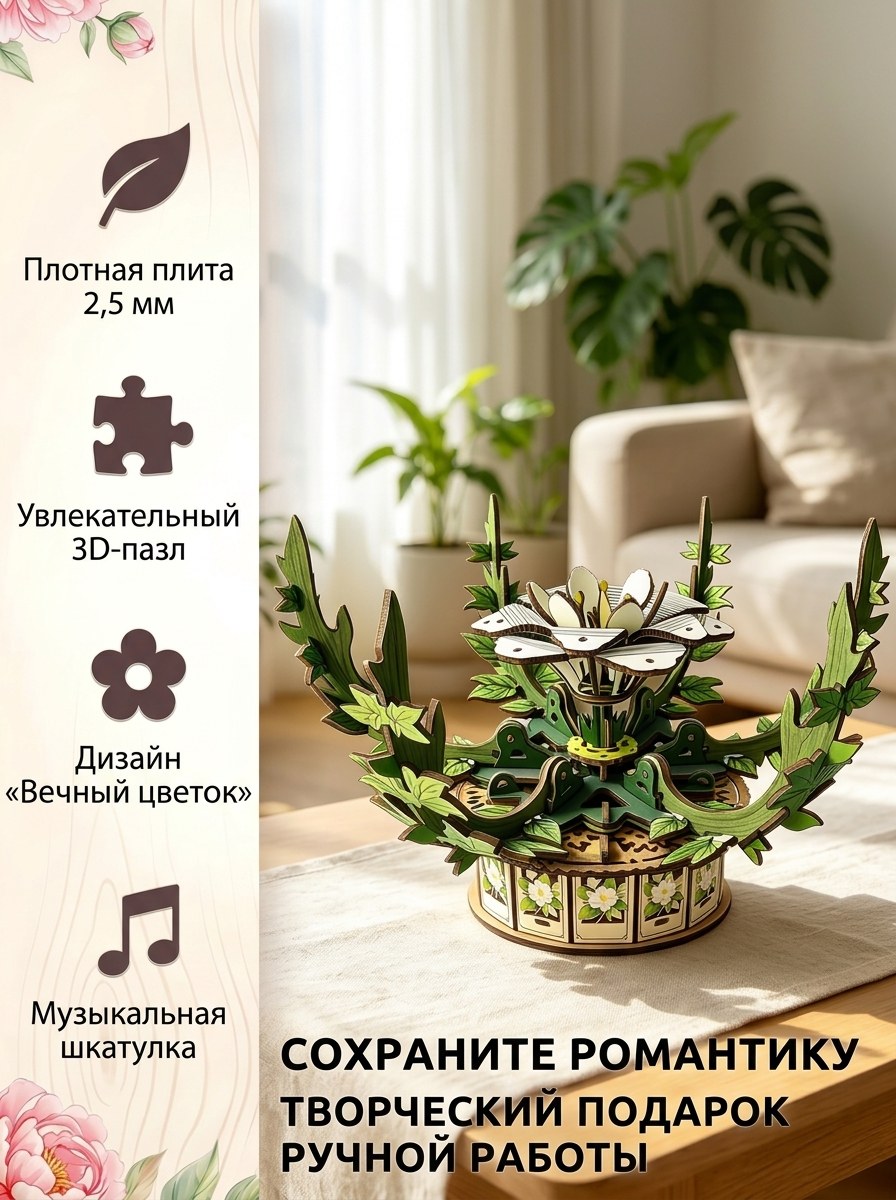 Плотная плита
2,5 мм
Увлекательный
3D-пазл
Дизайн
«Вечный цветок»
Музыкальная
шкатулка
СОХРАНИТЕ РОМАНТИКУ
ТВОРЧЕСКИЙ ПОДАРОК
РУЧНОЙ РАБОТЫ